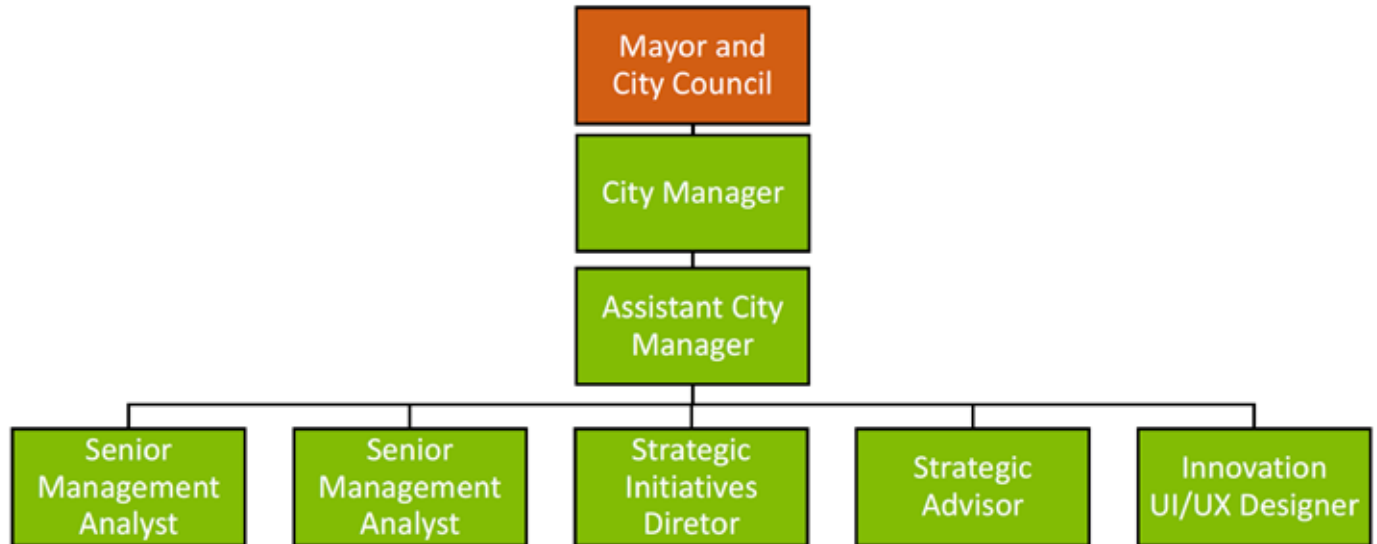 Mayor and
City Council
City Manager
Assistant City
Manager
Senior
Management
Analyst
Senior
Management
Analyst
Strategic
Initiatives
Diretor
Strategic
Advisor
Innovation
UI/UX Designer